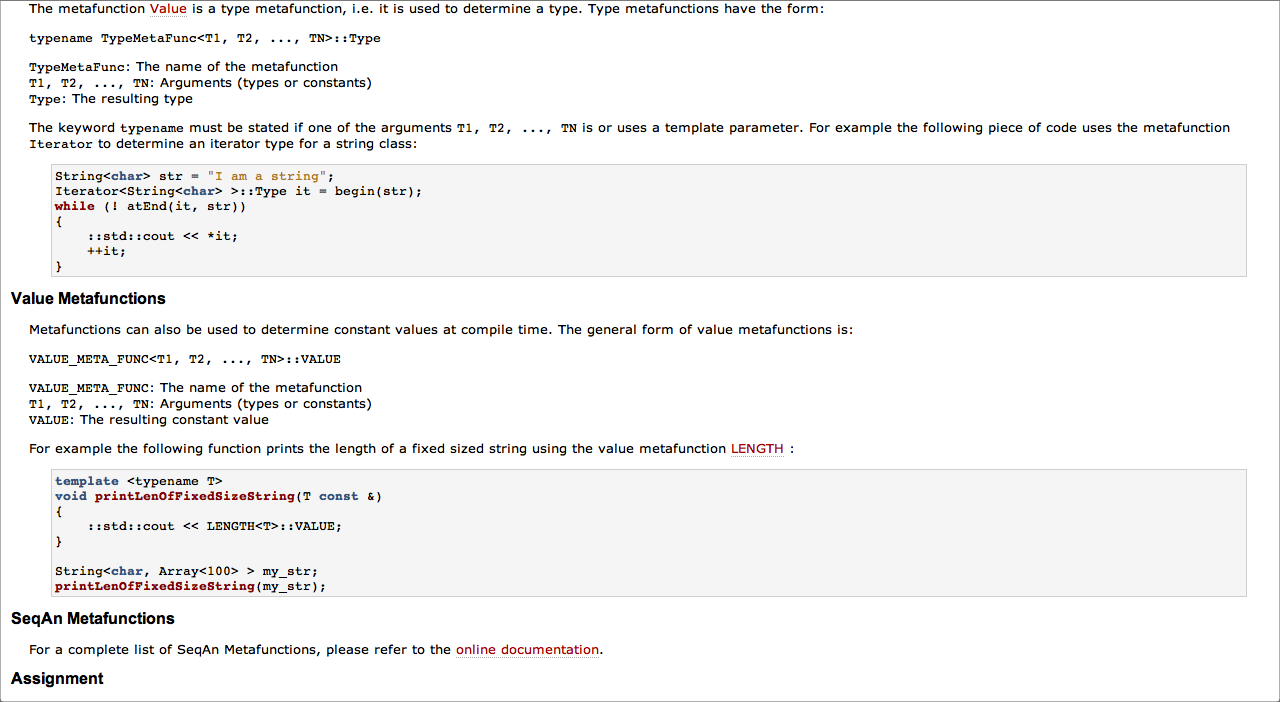 The metafunction Value is a type metafunction, i.e. it is used to determine a type. Type metafunctions have the form:
typename TypeMetaFunc<T1, T2, ..., TN>::Type
TypeMetaFunc: The name of the metafunction
T1, T2, ..., TN: Arguments (types or constants)
Type: The resulting type
The keyword typename must be stated if one of the arguments T1, T2, ..., TN is or uses a template parameter. For example the following piece of code uses the metafunction
Iterator to determine an iterator type for a string class:
String<char> str = "I am a string";
Iterator<String<char> >::Type it = begin(str);
while (! atEnd(it, str))
{
    ::std::cout << *it;
    ++it;
}
Value Metafunctions
Metafunctions can also be used to determine constant values at compile time. The general form of value metafunctions is:
VALUE_META_FUNC<T1, T2, ..., TN>::VALUE
VALUE_META_FUNC: The name of the metafunction
T1, T2, ..., TN: Arguments (types or constants)
VALUE: The resulting constant value
For example the following function prints the length of a fixed sized string using the value metafunction LENGTH :
template <typename T>
void printLenOfFixedSizeString(T const &)
{
    ::std::cout << LENGTH<T>::VALUE;
}
String<char, Array<100> > my_str;
printLenOfFixedSizeString(my_str);
SeqAn Metafunctions
For a complete list of SeqAn Metafunctions, please refer to the online documentation.
Assignment